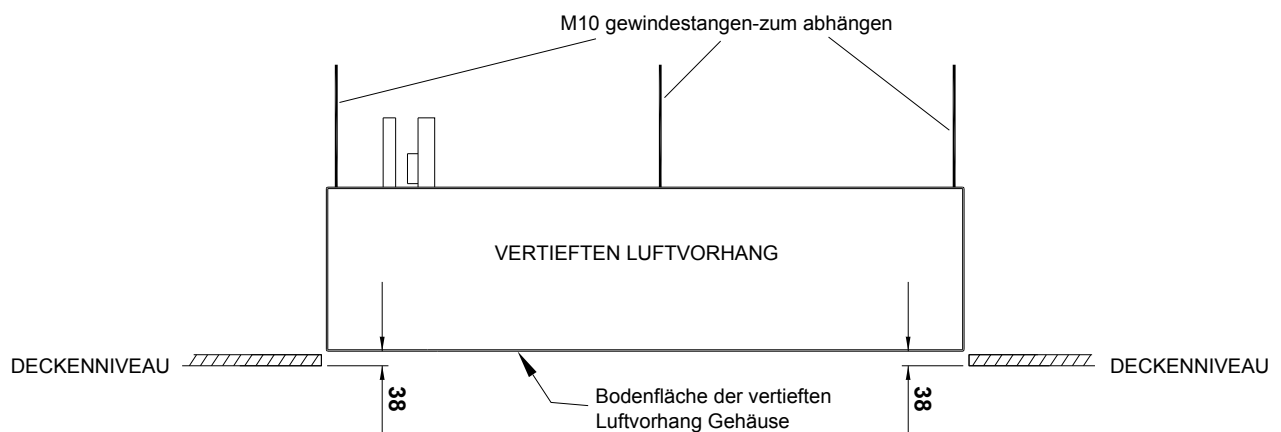 M10 gewindestangen-zum abhängen
VERTIEFTEN LUFTVORHANG
DECKENNIVEAU
DECKENNIVEAU
38
38
Bodenfläche der vertieften
Luftvorhang Gehäuse